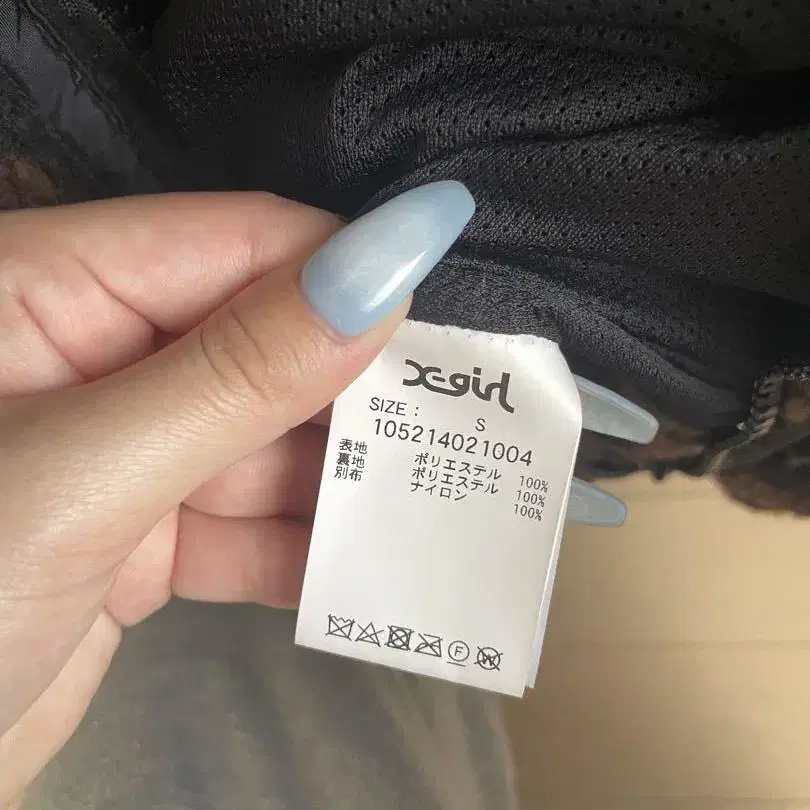 X-girl
SIZE : S
105214021004
表地 ポリエステル 100%
裏地 ポリエステル 100%
別布 ナイロン 100%
F W